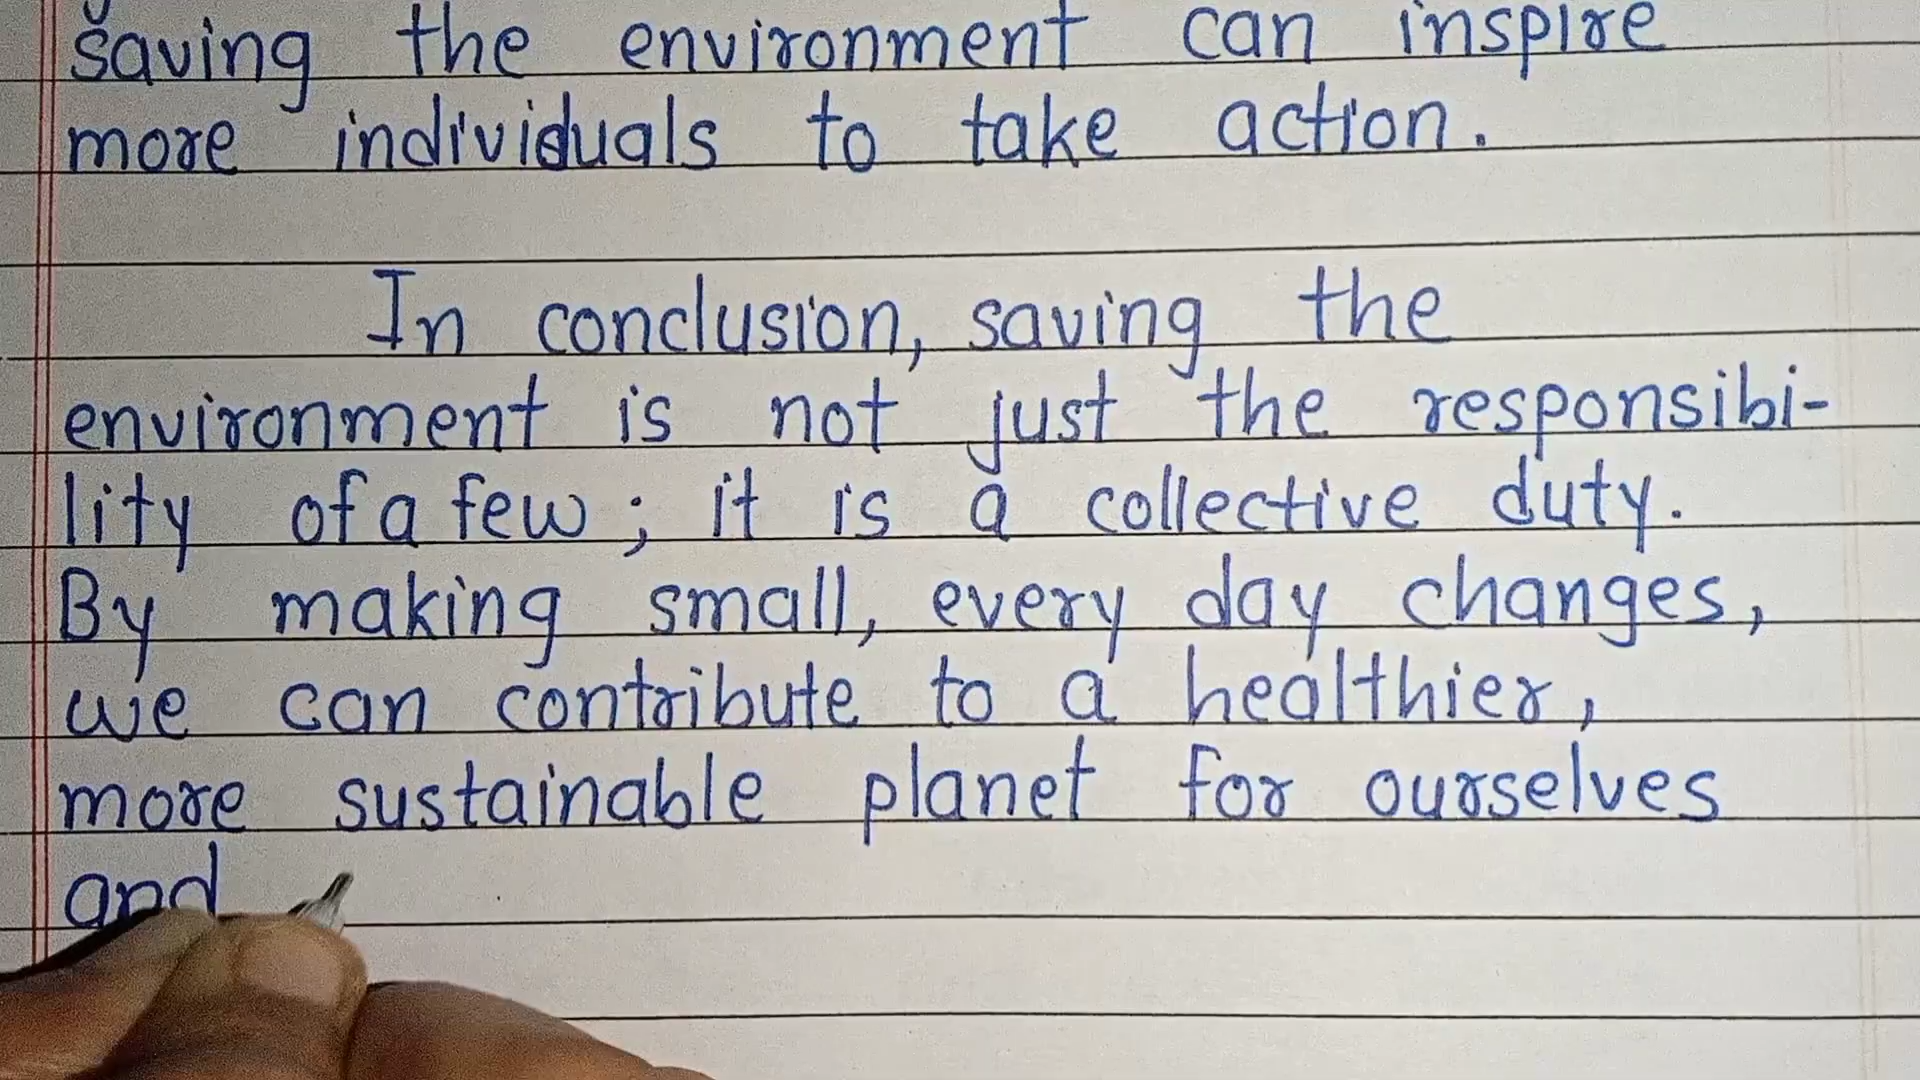 saving the environment can inspire
more individuals to take action.
In conclusion, saving the
environment is not just the responsibi-
lity of a few; it is a collective duty.
By making small, every day changes,
we can contribute to a healthier,
more sustainable planet for ourselves
and